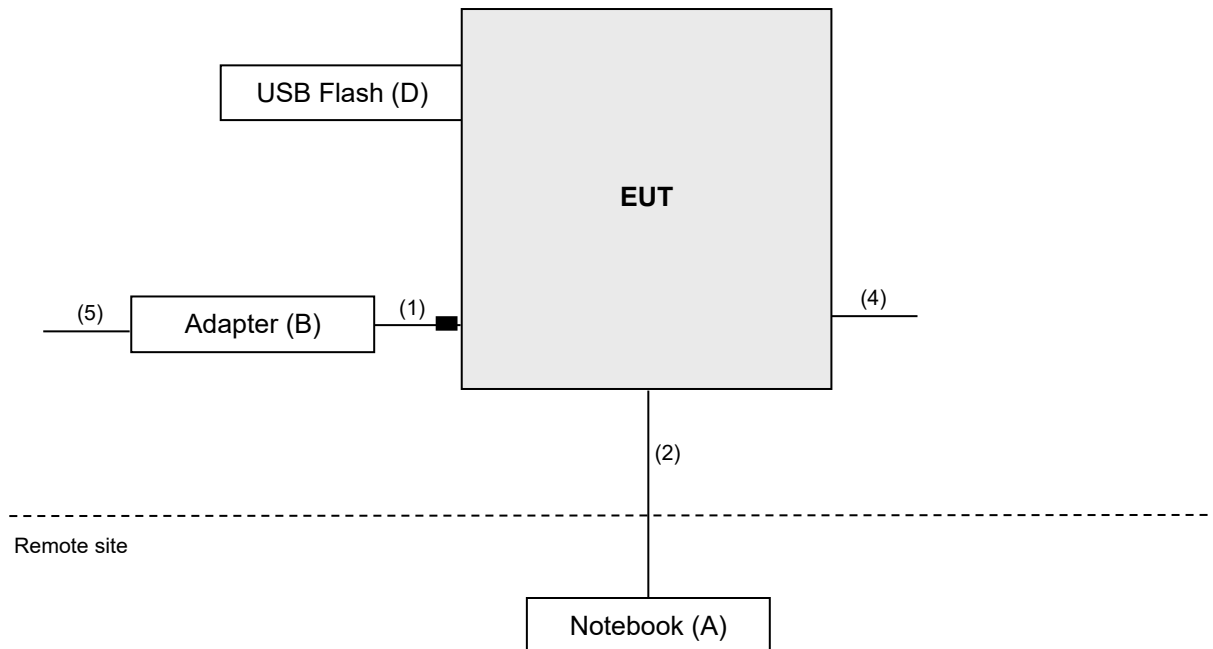 USB Flash (D)
EUT
(5)
Adapter (B)
(1)
(4)
(2)
Remote site
Notebook (A)